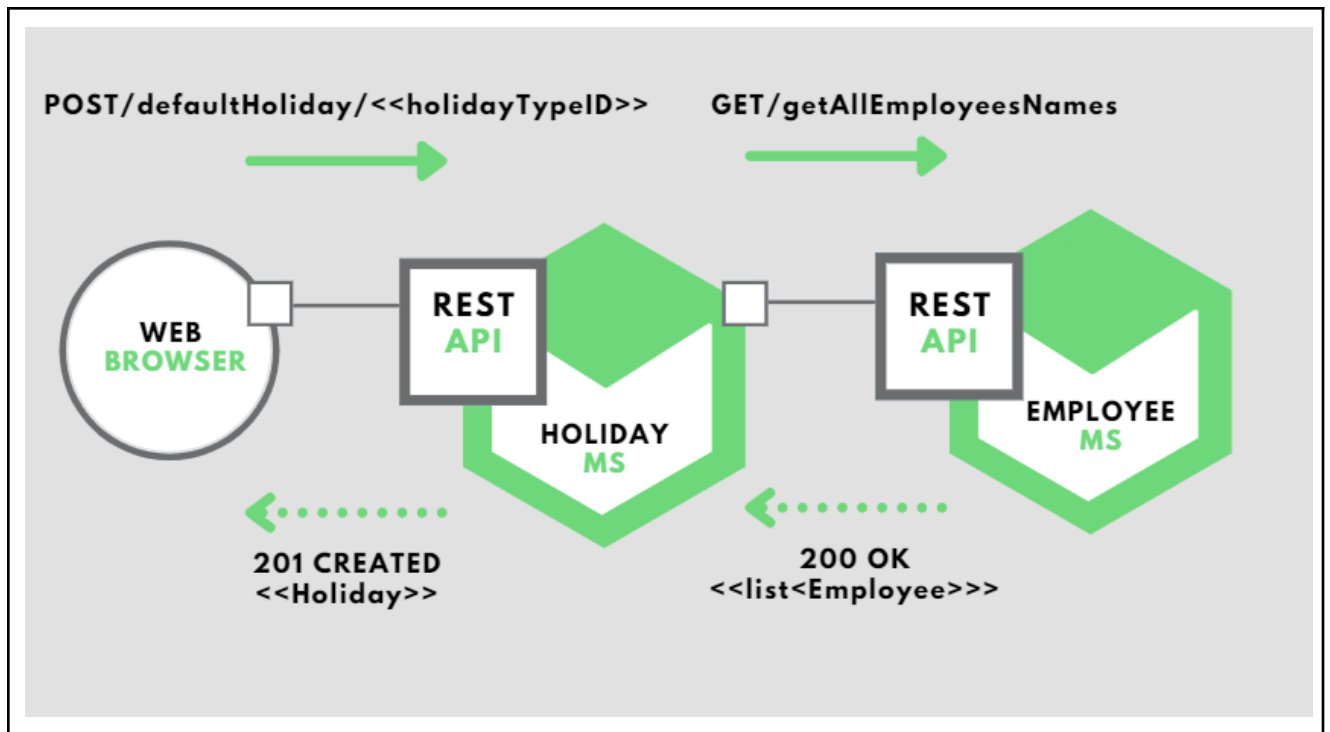 POST/defaultHoliday/<<holidayTypeID>>
GET/getAllEmployeesNames
WEB
BROWSER
REST
API
HOLIDAY
MS
REST
API
EMPLOYEE
MS
201 CREATED
<<Holiday>>
200 OK
<<list<Employee>>>